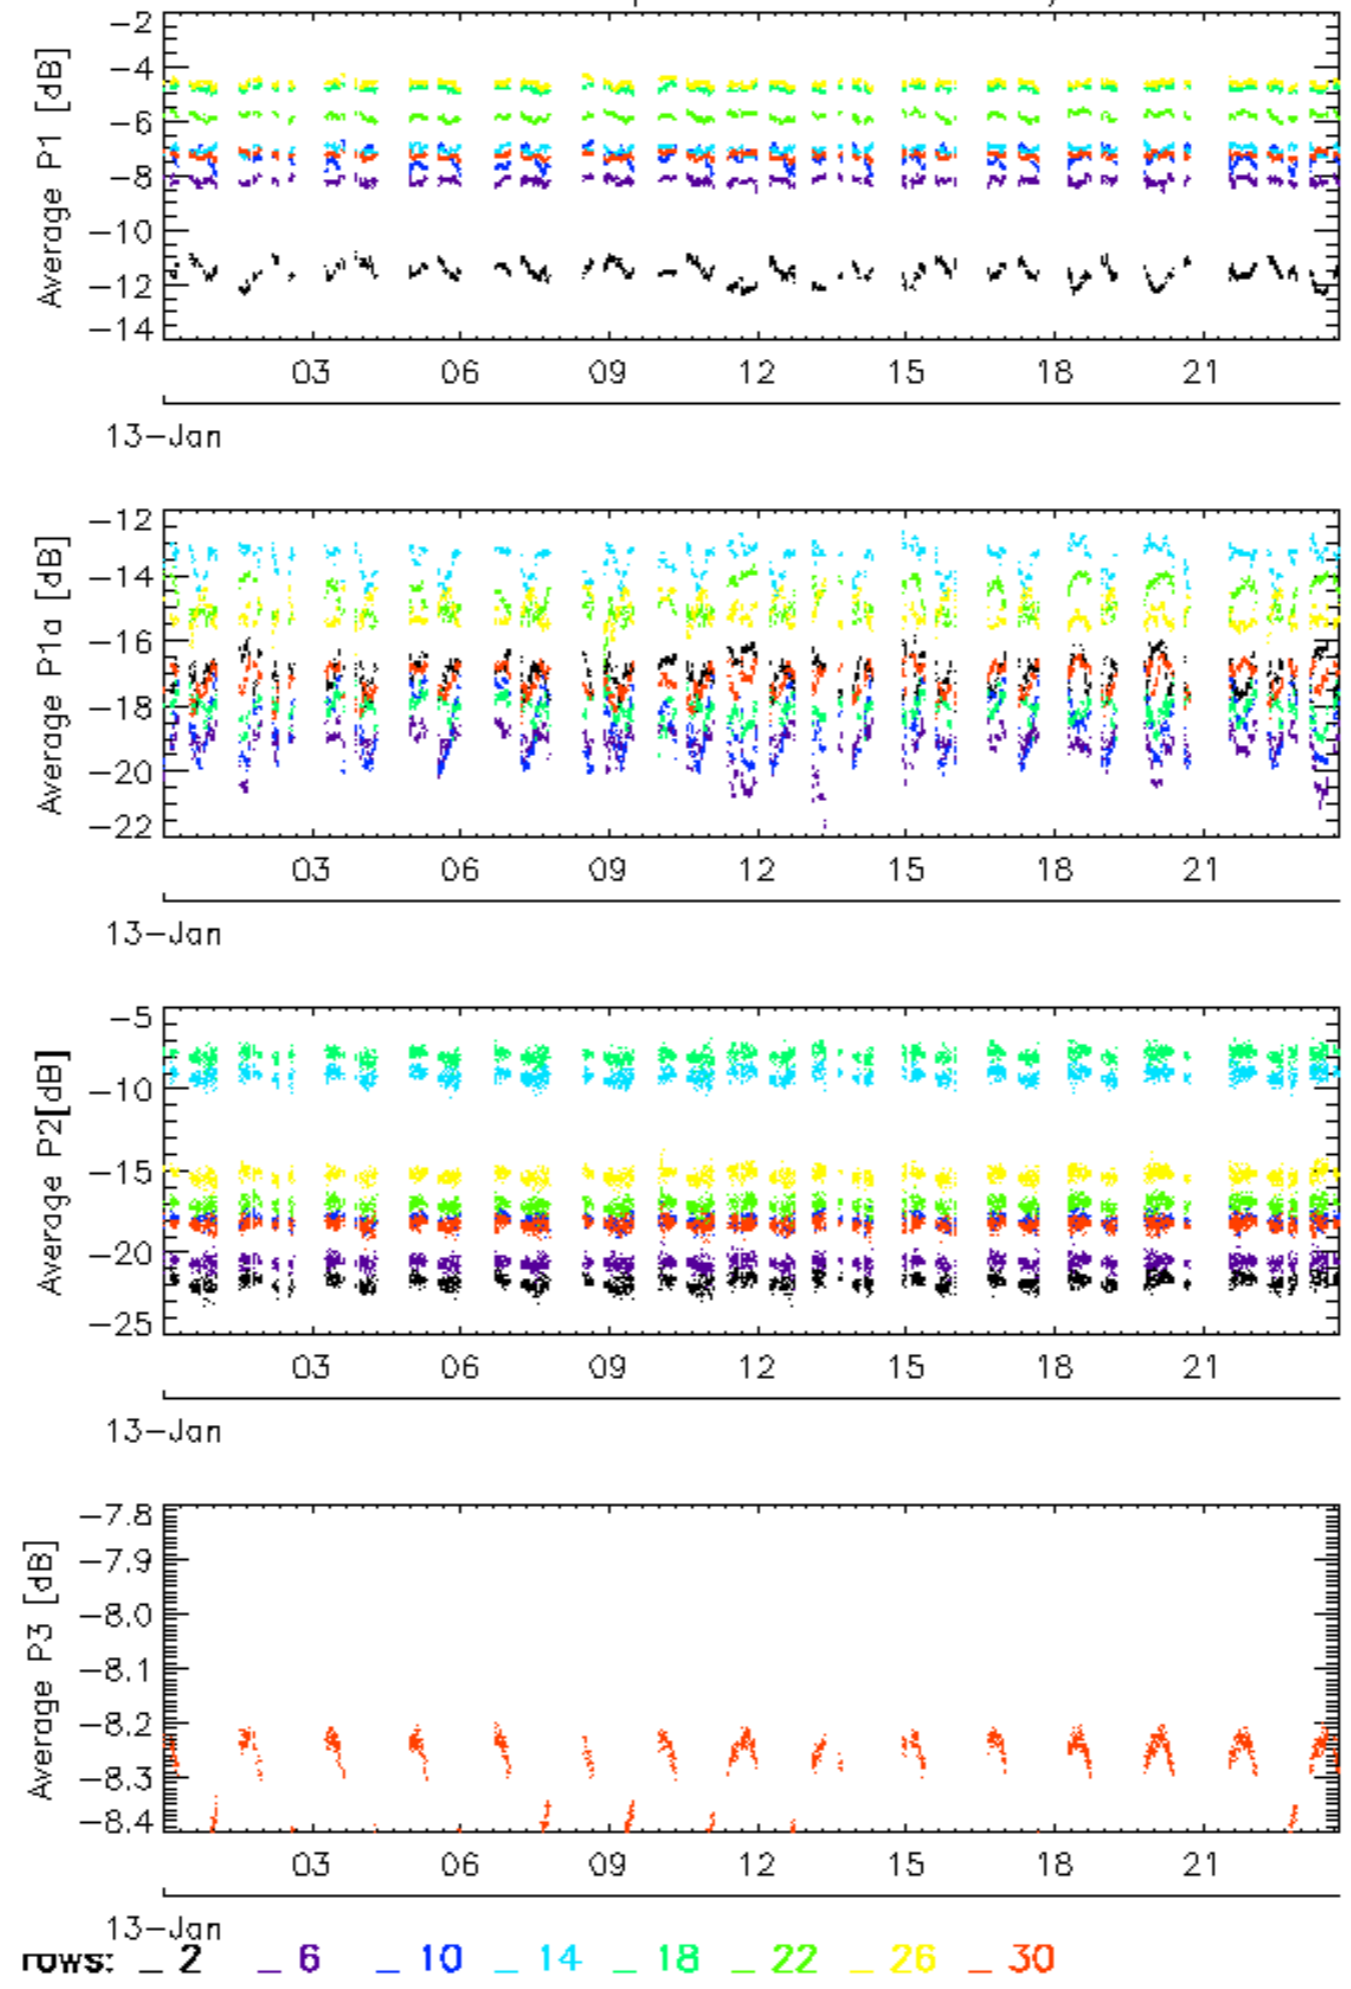 Average P1 [dB]
-2
-4
-6
-8
-10
-12
-14
03 06 09 12 15 18 21
13-Jan
Average P1a [dB]
-12
-14
-16
-18
-20
-22
03 06 09 12 15 18 21
13-Jan
Average P2[dB]
-5
-10
-15
-20
-25
03 06 09 12 15 18 21
13-Jan
Average P3 [dB]
-7.8
-7.9
-8.0
-8.1
-8.2
-8.3
-8.4
03 06 09 12 15 18 21
13-Jan
rows: _ 2 _ 6 _ 10 _ 14 _ 18 _ 22 _ 26 _ 30